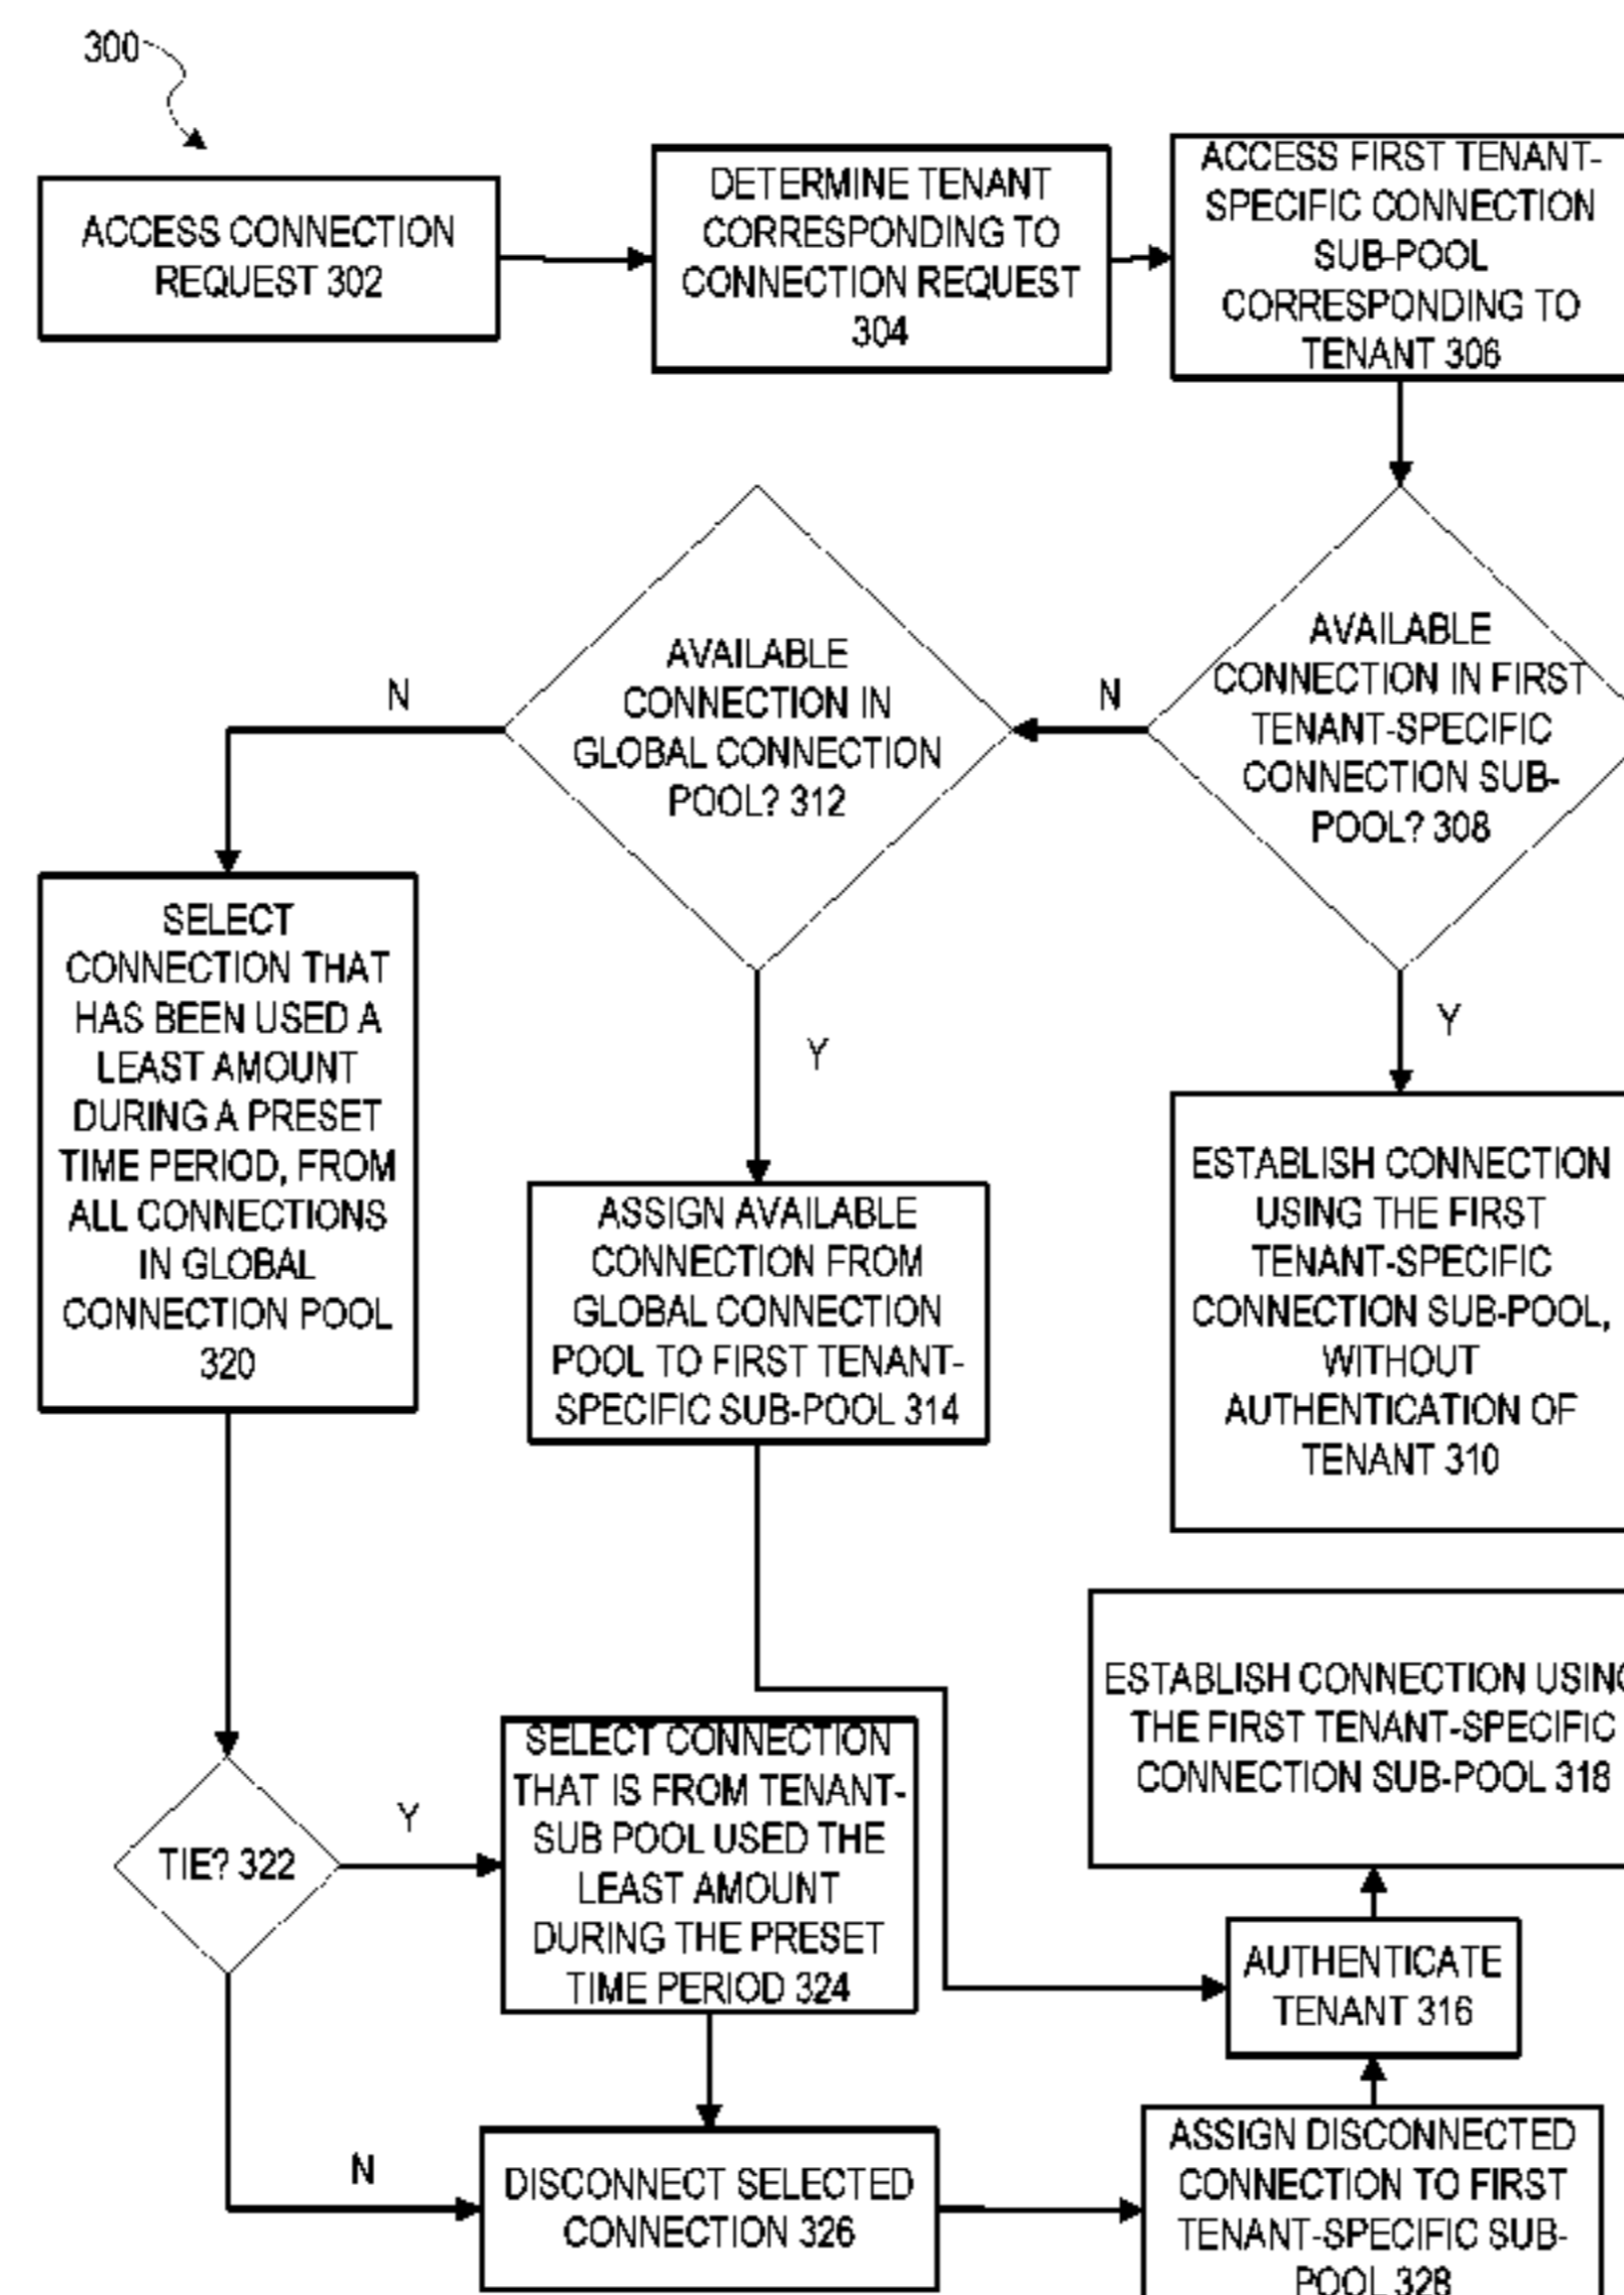 300
ACCESS CONNECTION
REQUEST 302
DETERMINE TENANT
CORRESPONDING TO
CONNECTION REQUEST
304
ACCESS FIRST TENANT-
SPECIFIC CONNECTION
SUB-POOL
CORRESPONDING TO
TENANT 306
AVAILABLE
CONNECTION IN FIRST
TENANT-SPECIFIC
CONNECTION SUB-
POOL? 308
N
AVAILABLE
CONNECTION IN
GLOBAL CONNECTION
POOL? 312
N
Y
Y
SELECT
CONNECTION THAT
HAS BEEN USED A
LEAST AMOUNT
DURING A PRESET
TIME PERIOD, FROM
ALL CONNECTIONS
IN GLOBAL
CONNECTION POOL
320
ASSIGN AVAILABLE
CONNECTION FROM
GLOBAL CONNECTION
POOL TO FIRST TENANT-
SPECIFIC SUB-POOL 314
ESTABLISH CONNECTION
USING THE FIRST
TENANT-SPECIFIC
CONNECTION SUB-POOL,
WITHOUT
AUTHENTICATION OF
TENANT 310
ESTABLISH CONNECTION USING
THE FIRST TENANT-SPECIFIC
CONNECTION SUB-POOL 318
TIE? 322
Y
SELECT CONNECTION
THAT IS FROM TENANT-
SUB POOL USED THE
LEAST AMOUNT
DURING THE PRESET
TIME PERIOD 324
AUTHENTICATE
TENANT 316
N
DISCONNECT SELECTED
CONNECTION 326
ASSIGN DISCONNECTED
CONNECTION TO FIRST
TENANT-SPECIFIC SUB-
POOL 328